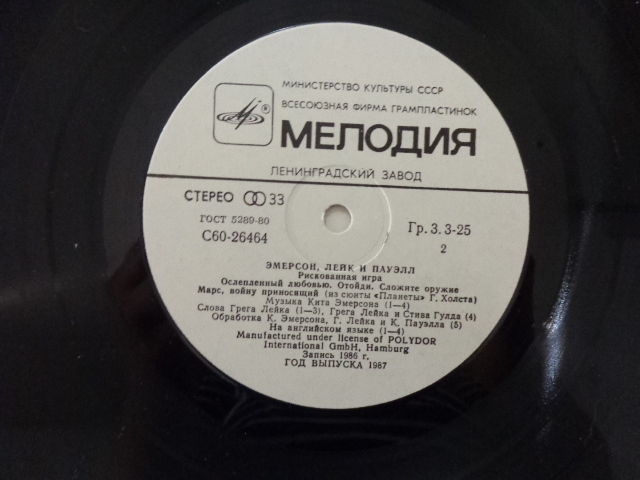 МИНИСТЕРСТВО КУЛЬТУРЫ СССР
ВСЕСОЮЗНАЯ ФИРМА ГРАМПЛАСТИНОК
МЕЛОДИЯ
ЛЕНИНГРАДСКИЙ ЗАВОД
СТЕРЕО 33
ГОСТ 5289-80
С60-26464
Гр. 3. 3-25
2
ЭМЕРСОН, ЛЕЙК И ПАУЭЛЛ
Рискованная игра
Ослепленный любовью. Отойди. Сложите оружие
Марс, войну приносящий (из сюиты «Планеты» Г. Холста)
Музыка Кита Эмерсона (1—4)
Слова Грега Лейка (1—3), Грега Лейка и Стива Гулда (4)
Обработка К. Эмерсона, Г. Лейка и К. Пауэлла (5)
На английском языке (1—4)
Manufactured under license of POLYDOR
International GmbH, Hamburg
Запись 1986 г.
ГОД ВЫПУСКА 1987